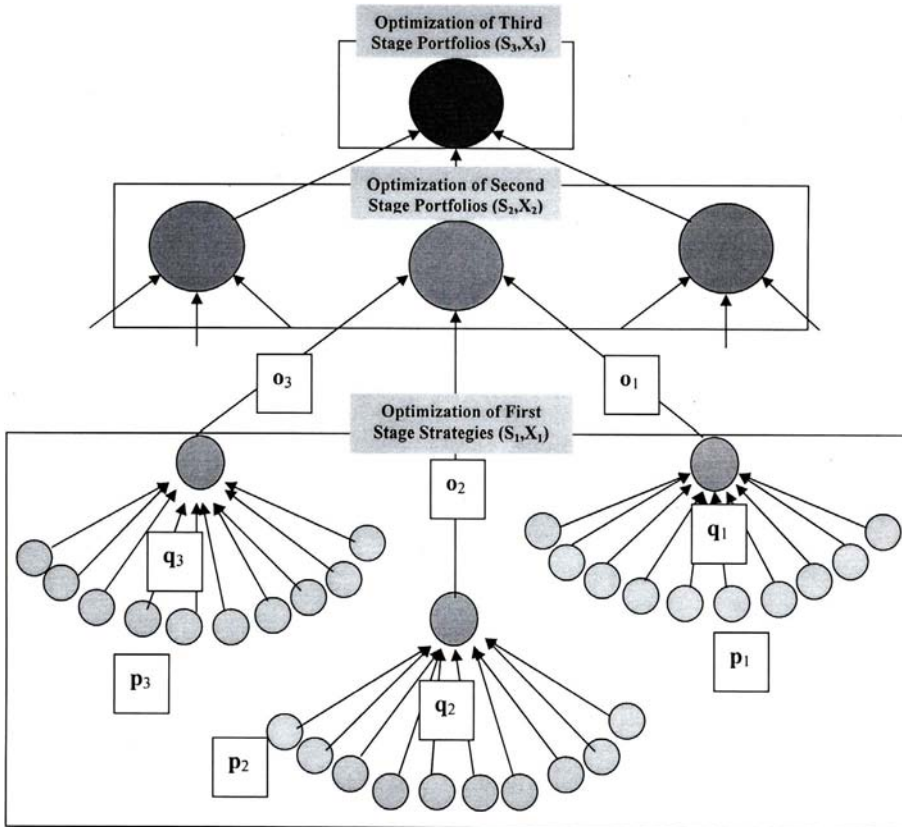 Optimization of Third
Stage Portfolios (S₃,X₃)
Optimization of Second
Stage Portfolios (S₂,X₂)
o₃
o₁
Optimization of First
Stage Strategies (S₁,X₁)
o₂
q₃
q₁
p₃
p₁
q₂
p₂